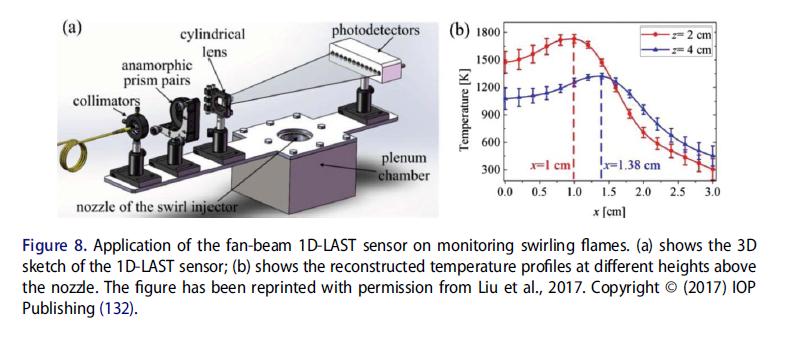 (a)
cylindrical
lens
photodetectors
anamorphic
prism pairs
collimators
plenum
chamber
nozzle of the swirl injector
(b)
1800
1500
1200
900
600
300
Temperature [K]
z= 2 cm
z= 4 cm
x=1 cm
x=1.38 cm
0.0 0.6 1.0 1.5 2.0 2.5 3.0
x [cm]
Figure 8. Application of the fan-beam 1D-LAST sensor on monitoring swirling flames. (a) shows the 3D
sketch of the 1D-LAST sensor; (b) shows the reconstructed temperature profiles at different heights above
the nozzle. The figure has been reprinted with permission from Liu et al., 2017. Copyright © (2017) IOP
Publishing (132).